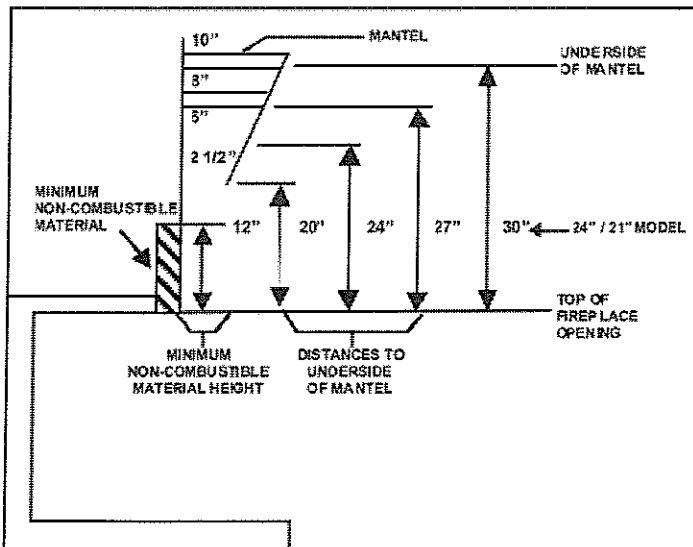 10"
MANTEL
8"
6"
2 1/2"
UNDERSIDE
OF MANTEL
MINIMUM
NON-COMBUSTIBLE
MATERIAL
12"
20"
24"
27"
30"
24" / 21" MODEL
TOP OF
FIREPLACE
OPENING
MINIMUM
NON-COMBUSTIBLE
MATERIAL HEIGHT
DISTANCES TO
UNDERSIDE
OF MANTEL